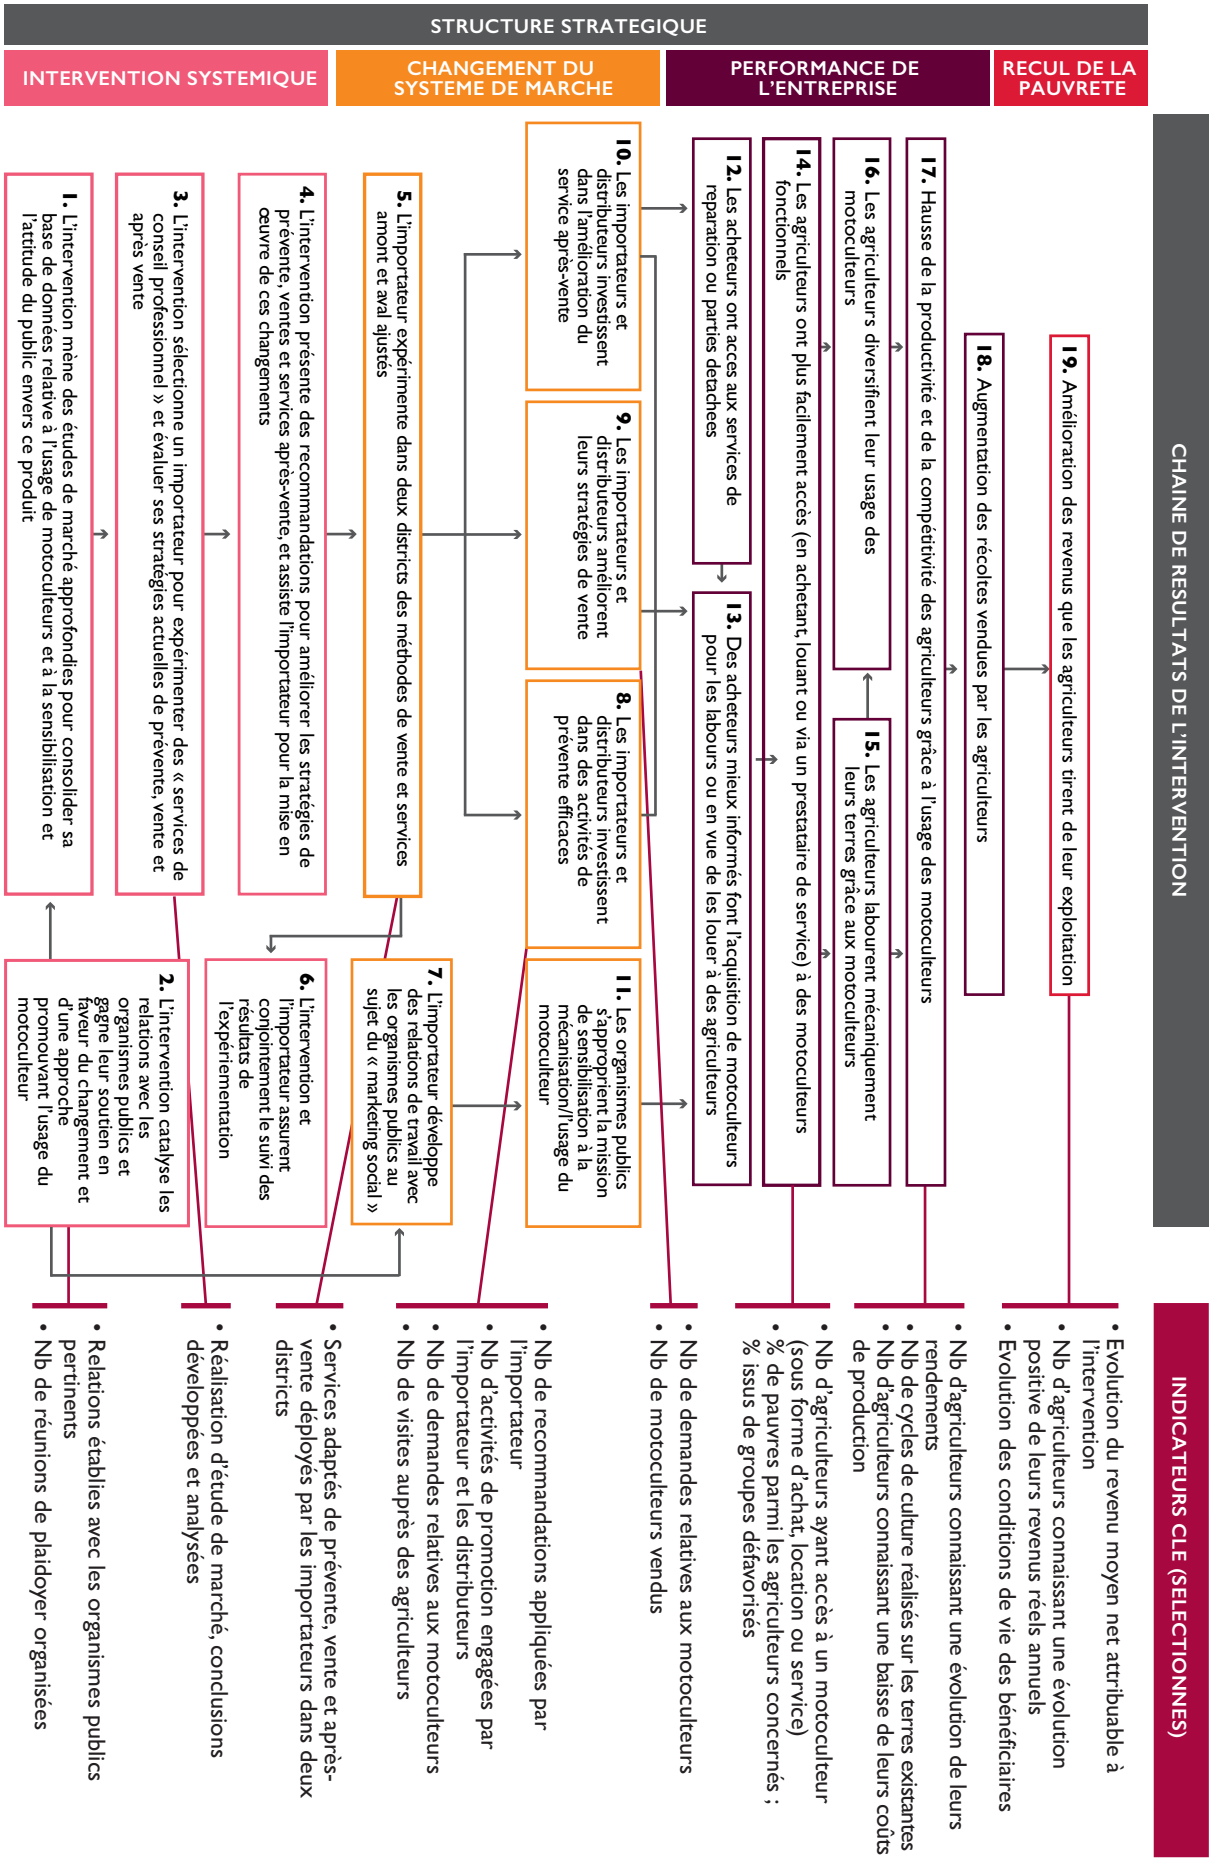 STRUCTURE STRATEGIQUE
INTERVENTION SYSTEMIQUE
CHANGEMENT DU
SYSTEME DE MARCHE
PERFORMANCE DE
L'ENTREPRISE
RECUL DE LA
PAUVRETE
CHAINE DE RESULTATS DE L'INTERVENTION
19. Amélioration des revenus que les agriculteurs tirent de leur exploitation
18. Augmentation des récoltes vendues par les agriculteurs
17. Hausse de la productivité et de la compétitivité des agriculteurs grâce à l'usage des motoculteurs
16. Les agriculteurs diversifient leur usage des
motoculteurs
15. Les agriculteurs labourent mécaniquement
leurs terres grâce aux motoculteurs
14. Les agriculteurs ont plus facilement accès (en achetant, louant ou via un prestataire de service) à des motoculteurs
fonctionnels
12. Les acheteurs ont acces aux services de
reparation ou parties detaches
13. Des acheteurs mieux informés font l'acquisition de motoculteurs
pour les labours ou en vue de les louer à des agriculteurs
10. Les importateurs et
distributeurs investissent
dans l'amélioration du
service après-vente
9. Les importateurs et
distributeurs améliorent
leurs stratégies de vente
8. Les importateurs et
distributeurs investissent
dans des activités de
prévente efficaces
11. Les organismes publics
s'approprient la mission
de sensibilisation à la
mécanisation/l'usage du
motoculteur
5. L'importateur expérimente dans deux districts des méthodes de vente et services
amont et aval ajustés
7. L'importateur développe
des relations de travail avec
les organismes publics au
sujet du « marketing social »
4. L'intervention présente des recommandations pour améliorer les stratégies de
prévente, ventes et services après-vente, et assiste l'importateur pour la mise en
œuvre de ces changements
6. L'intervention et
l'importateur assurent
conjointement le suivi des
résultats de
l'expériementation
3. L'intervention sélectionne un importateur pour expérimenter des « services de
conseil professionnel » et évaluer ses stratégies actuelles de prévente, vente et
après vente
2. L'intervention catalyse les
relations avec les
organismes publics et
gagne leur soutien en
faveur du changement et
d'une approche
promouvant l'usage du
motoculteur
1. L'intervention mène des études de marché approfondies pour consolider sa
base de données relative à l'usage de motoculteurs et à la sensibilisation et
l'attitude du public envers ce produit
INDICATEURS CLE (SELECTIONNES)
• Evolution du revenu moyen net attribuable à
l'intervention
• Nb d'agriculteurs connaissant une évolution
positive de leurs revenus réels annuels
• Evolution des conditions de vie des bénéficiaires
• Nb d'agriculteurs connaissant une évolution de leurs
rendements
• Nb de cycles de culture réalisés sur les terres existantes
• Nb d'agriculteurs connaissant une baisse de leurs coûts
de production
• Nb d'agriculteurs ayant accès à un motoculteur
(sous forme d'achat, location ou service)
• % de pauvres parmi les agriculteurs concernés ;
% issus de groupes défavorisés
• Nb de demandes relatives aux motoculteurs
• Nb de motoculteurs vendus
• Nb de recommandations appliquées par
l'importateur
• Nb d'activités de promotion engagées par
l'importateur et les distributeurs
• Nb de demandes relatives aux motoculteurs
• Nb de visites auprès des agriculteurs
• Services adaptés de prévente, vente et après-
vente déployés par les importateurs dans deux
districts
• Réalisation d'étude de marché, conclusions
développées et analysées
• Relations établies avec les organismes publics
pertinents
• Nb de réunions de plaidoyer organisées